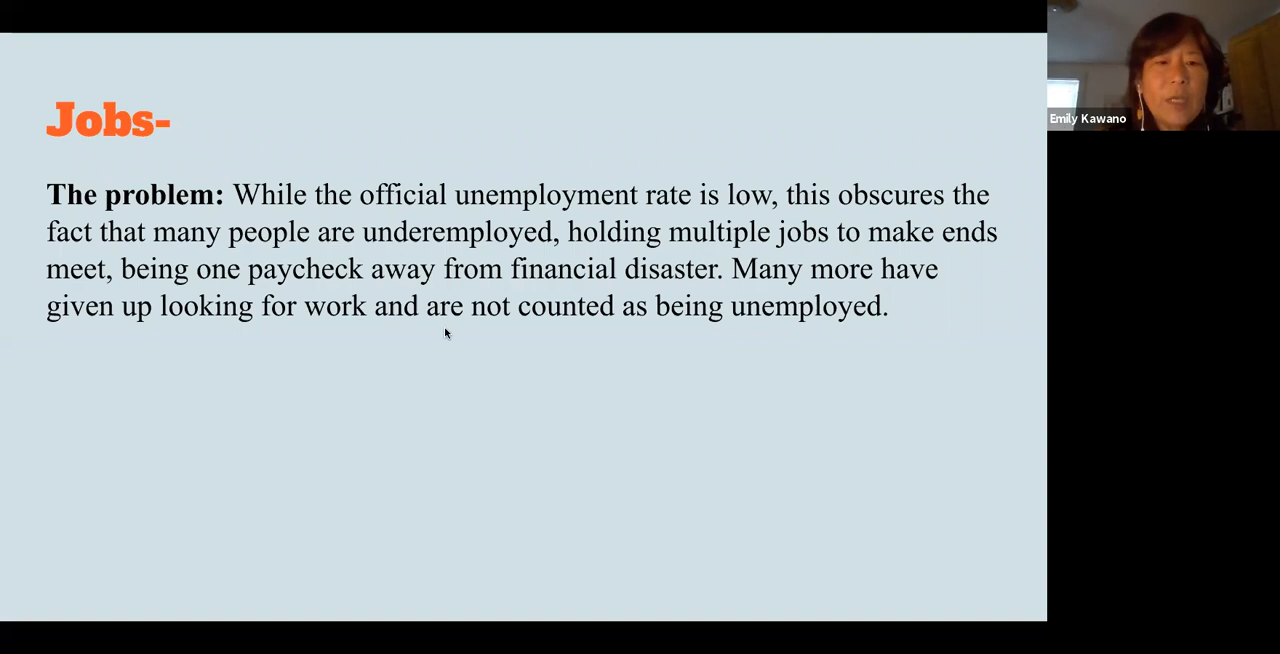 Jobs-
The problem: While the official unemployment rate is low, this obscures the
fact that many people are underemployed, holding multiple jobs to make ends
meet, being one paycheck away from financial disaster. Many more have
given up looking for work and are not counted as being unemployed.
Emily Kawano